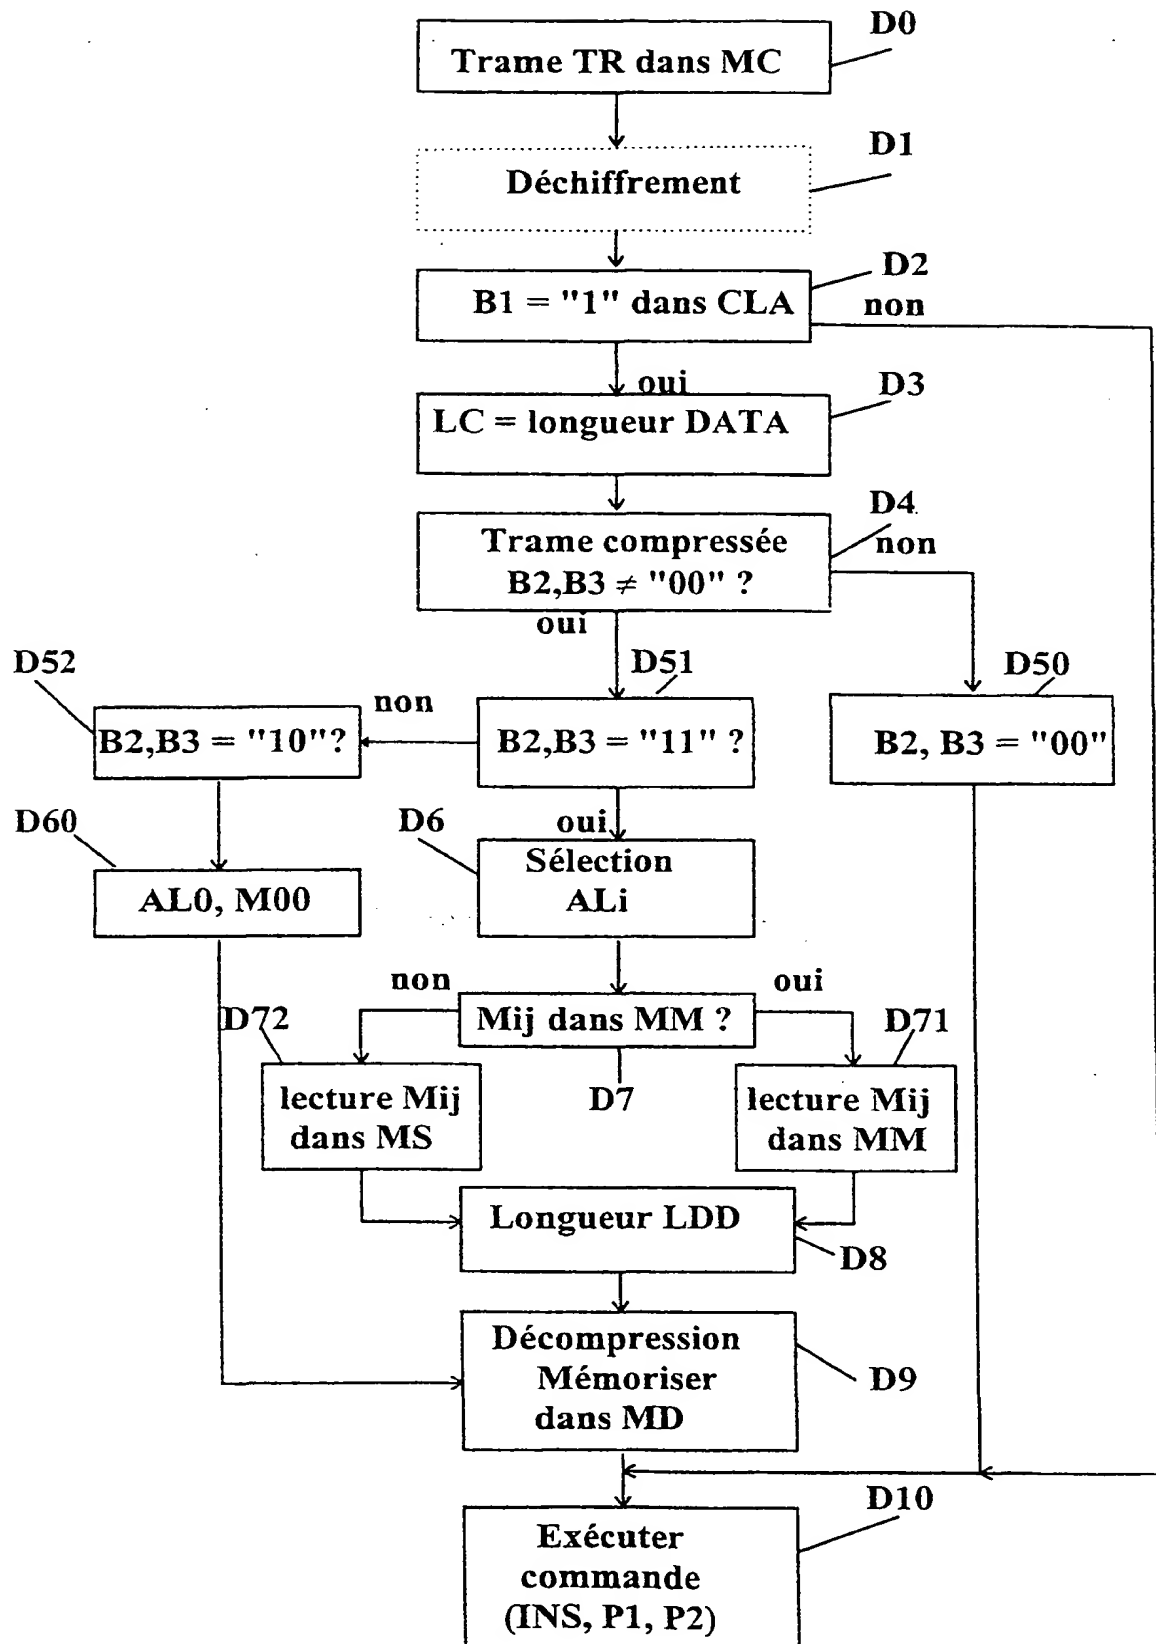 D0
Trame TR dans MC
D1
Déchiffrement
D2
B1 = "1" dans CLA
non
oui
D3
LC = longueur DATA
D4
Trame compressée
non
B2,B3 ≠ "00" ?
oui
D52
D51
D50
non
B2,B3 = "10"?
B2,B3 = "11" ?
B2, B3 = "00"
D60
D6
oui
Sélection
ALi
AL0, M00
non
oui
D72
Mij dans MM ?
D71
lecture Mij
dans MS
D7
lecture Mij
dans MM
Longueur LDD
D8
Décompression
Mémoriser
dans MD
D9
D10
Exécuter
commande
(INS, P1, P2)